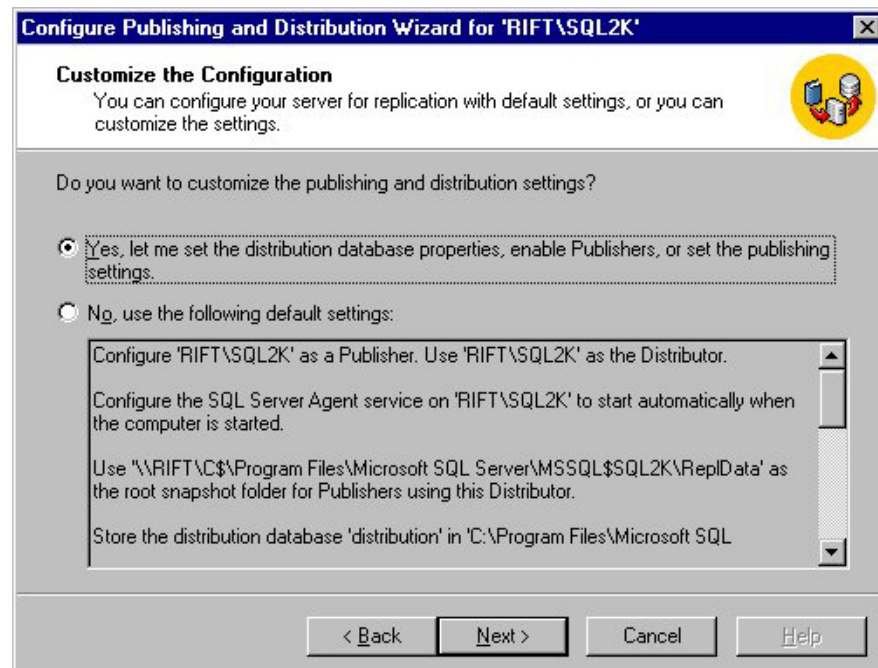 Configure Publishing and Distribution Wizard for 'RIFT\SQL2K'
Customize the Configuration
You can configure your server for replication with default settings, or you can
customize the settings.
Do you want to customize the publishing and distribution settings?
Yes, let me set the distribution database properties, enable Publishers, or set the publishing
settings.
No, use the following default settings:
Configure 'RIFT\SQL2K' as a Publisher. Use 'RIFT\SQL2K' as the Distributor.
Configure the SQL Server Agent service on 'RIFT\SQL2K' to start automatically when
the computer is started.
Use '\\RIFT\C$\Program Files\Microsoft SQL Server\MSSQL$SQL2K\ReplData' as
the root snapshot folder for Publishers using this Distributor.
Store the distribution database 'distribution' in 'C:\Program Files\Microsoft SQL
< Back Next > Cancel Help